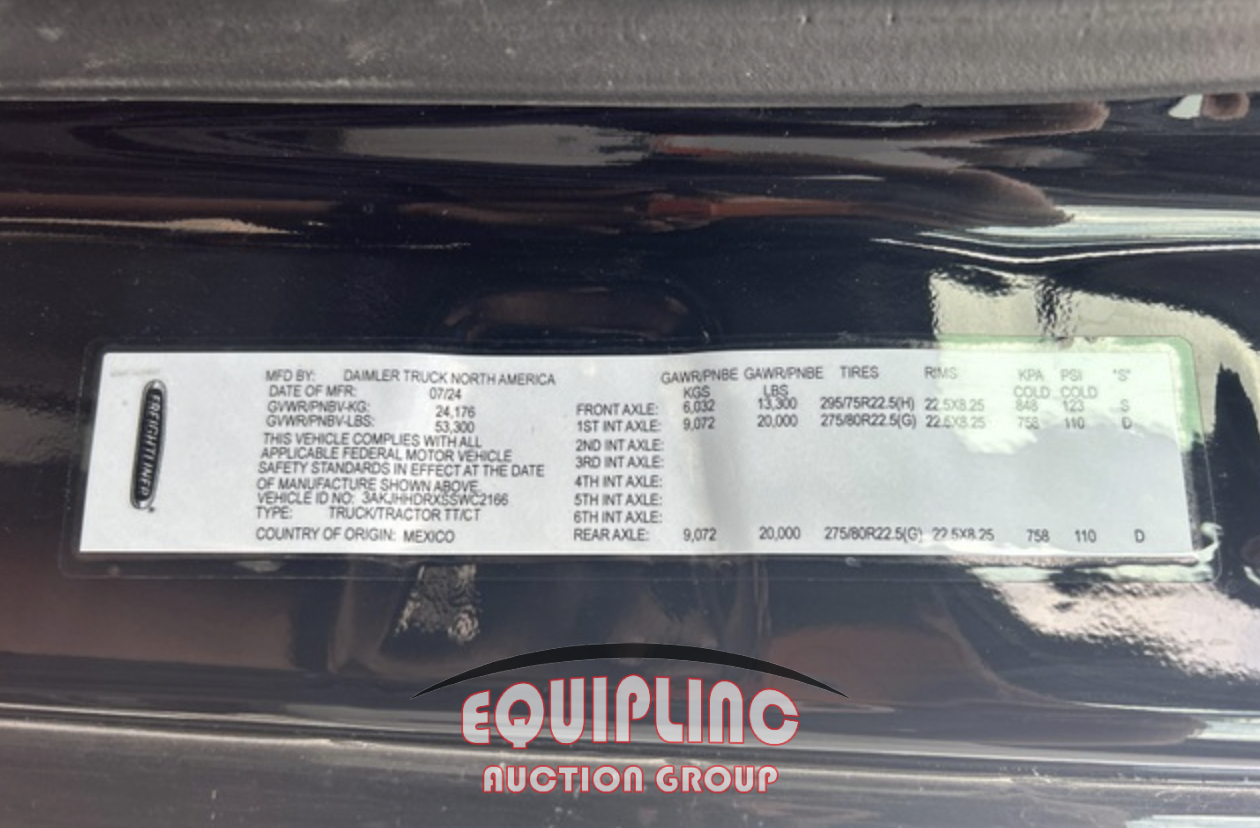 FREIGHTLINER
MFD BY: DAIMLER TRUCK NORTH AMERICA
DATE OF MFR: 07/24
GVWR/PNBV-KG: 24,176
GVWR/PNBV-LBS: 53,300
THIS VEHICLE COMPLIES WITH ALL
APPLICABLE FEDERAL MOTOR VEHICLE
SAFETY STANDARDS IN EFFECT AT THE DATE
OF MANUFACTURE SHOWN ABOVE.
VEHICLE ID NO: 3AKJHHDRXSSWC2166
TYPE: TRUCK/TRACTOR TT/CT
COUNTRY OF ORIGIN: MEXICO
GAWR/PNBE GAWR/PNBE TIRES RIMS KPA PSI "S"
KGS LBS COLD COLD
FRONT AXLE: 6,032 13,300 295/75R22.5(H) 22.5X8.25 848 123 S
1ST INT AXLE: 9,072 20,000 275/80R22.5(G) 22.5X8.25 758 110 D
2ND INT AXLE:
3RD INT AXLE:
4TH INT AXLE:
5TH INT AXLE:
6TH INT AXLE:
REAR AXLE: 9,072 20,000 275/80R22.5(G) 22.5X8.25 758 110 D
EQUIPLINC
AUCTION GROUP